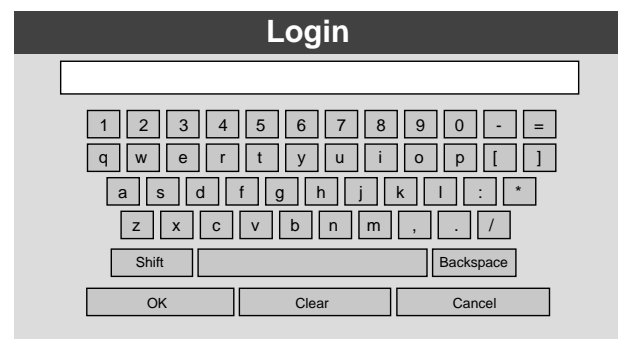 Login
1 2 3 4 5 6 7 8 9 0 - =
q w e r t y u i o p [ ]
a s d f g h j k l : *
z x c v b n m , . /
Shift Backspace
OK Clear Cancel